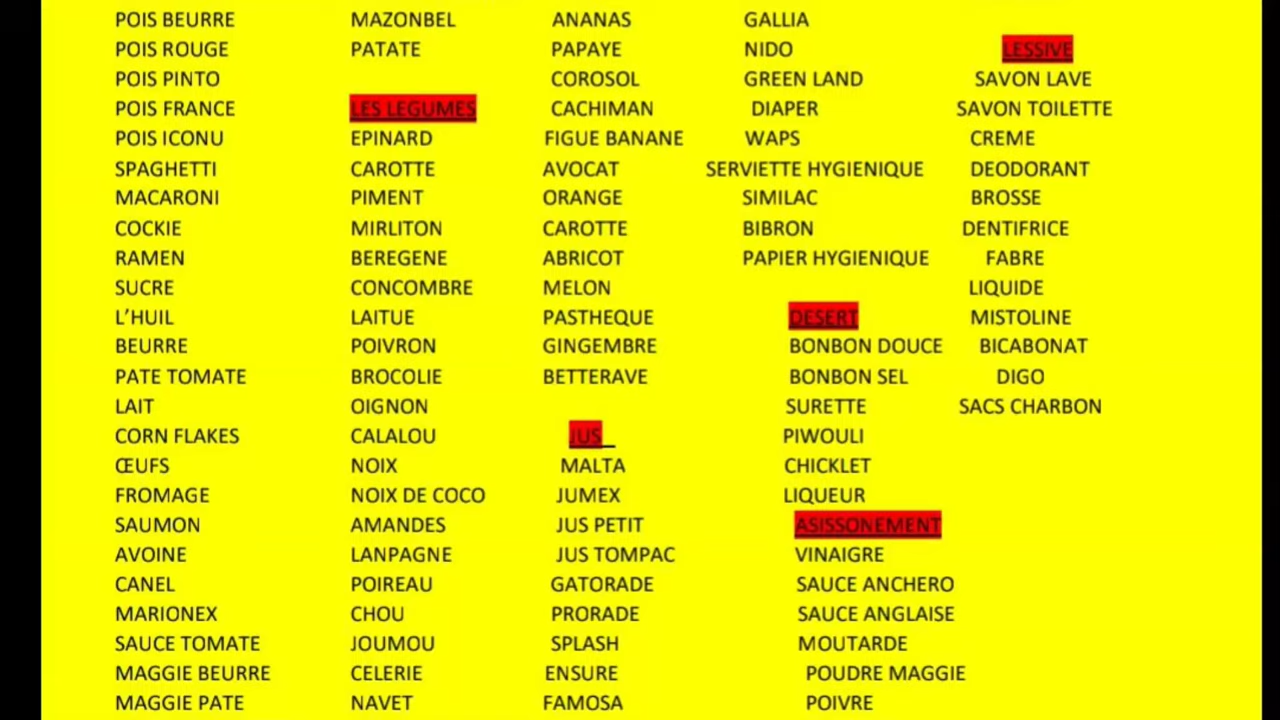 POIS BEURRE
POIS ROUGE
POIS PINTO
POIS FRANCE
POIS ICONU
SPAGHETTI
MACARONI
COCKIE
RAMEN
SUCRE
L’HUIL
BEURRE
PATE TOMATE
LAIT
CORN FLAKES
ŒUFS
FROMAGE
SAUMON
AVOINE
CANEL
MARIONEX
SAUCE TOMATE
MAGGIE BEURRE
MAGGIE PATE
MAZONBEL
PATATE
LES LEGUMES
EPINARD
CAROTTE
PIMENT
MIRLITON
BEREGENE
CONCOMBRE
LAITUE
POIVRON
BROCOLIE
OIGNON
CALALOU
NOIX
NOIX DE COCO
AMANDES
LANPAGNE
POIREAU
CHOU
JOUMOU
CELERIE
NAVET
ANANAS
PAPAYE
COROSOL
CACHIMAN
FIGUE BANANE
AVOCAT
ORANGE
CAROTTE
ABRICOT
MELON
PASTHEQUE
GINGEMBRE
BETTERAVE
JUS
MALTA
JUMEX
JUS PETIT
JUS TOMPAC
GATORADE
PRORADE
SPLASH
ENSURE
FAMOSA
GALLIA
NIDO
GREEN LAND
DIAPER
WAPS
SERVIETTE HYGIENIQUE
SIMILAC
BIBRON
PAPIER HYGIENIQUE
DESERT
BONBON DOUCE
BONBON SEL
SURETTE
PIWOULI
CHICKLET
LIQUEUR
ASISSONEMENT
VINAIGRE
SAUCE ANCHERO
SAUCE ANGLAISE
MOUTARDE
POUDRE MAGGIE
POIVRE
LESSIVE
SAVON LAVE
SAVON TOILETTE
CREME
DEODORANT
BROSSE
DENTIFRICE
FABRE
LIQUIDE
MISTOLINE
BICABONAT
DIGO
SACS CHARBON